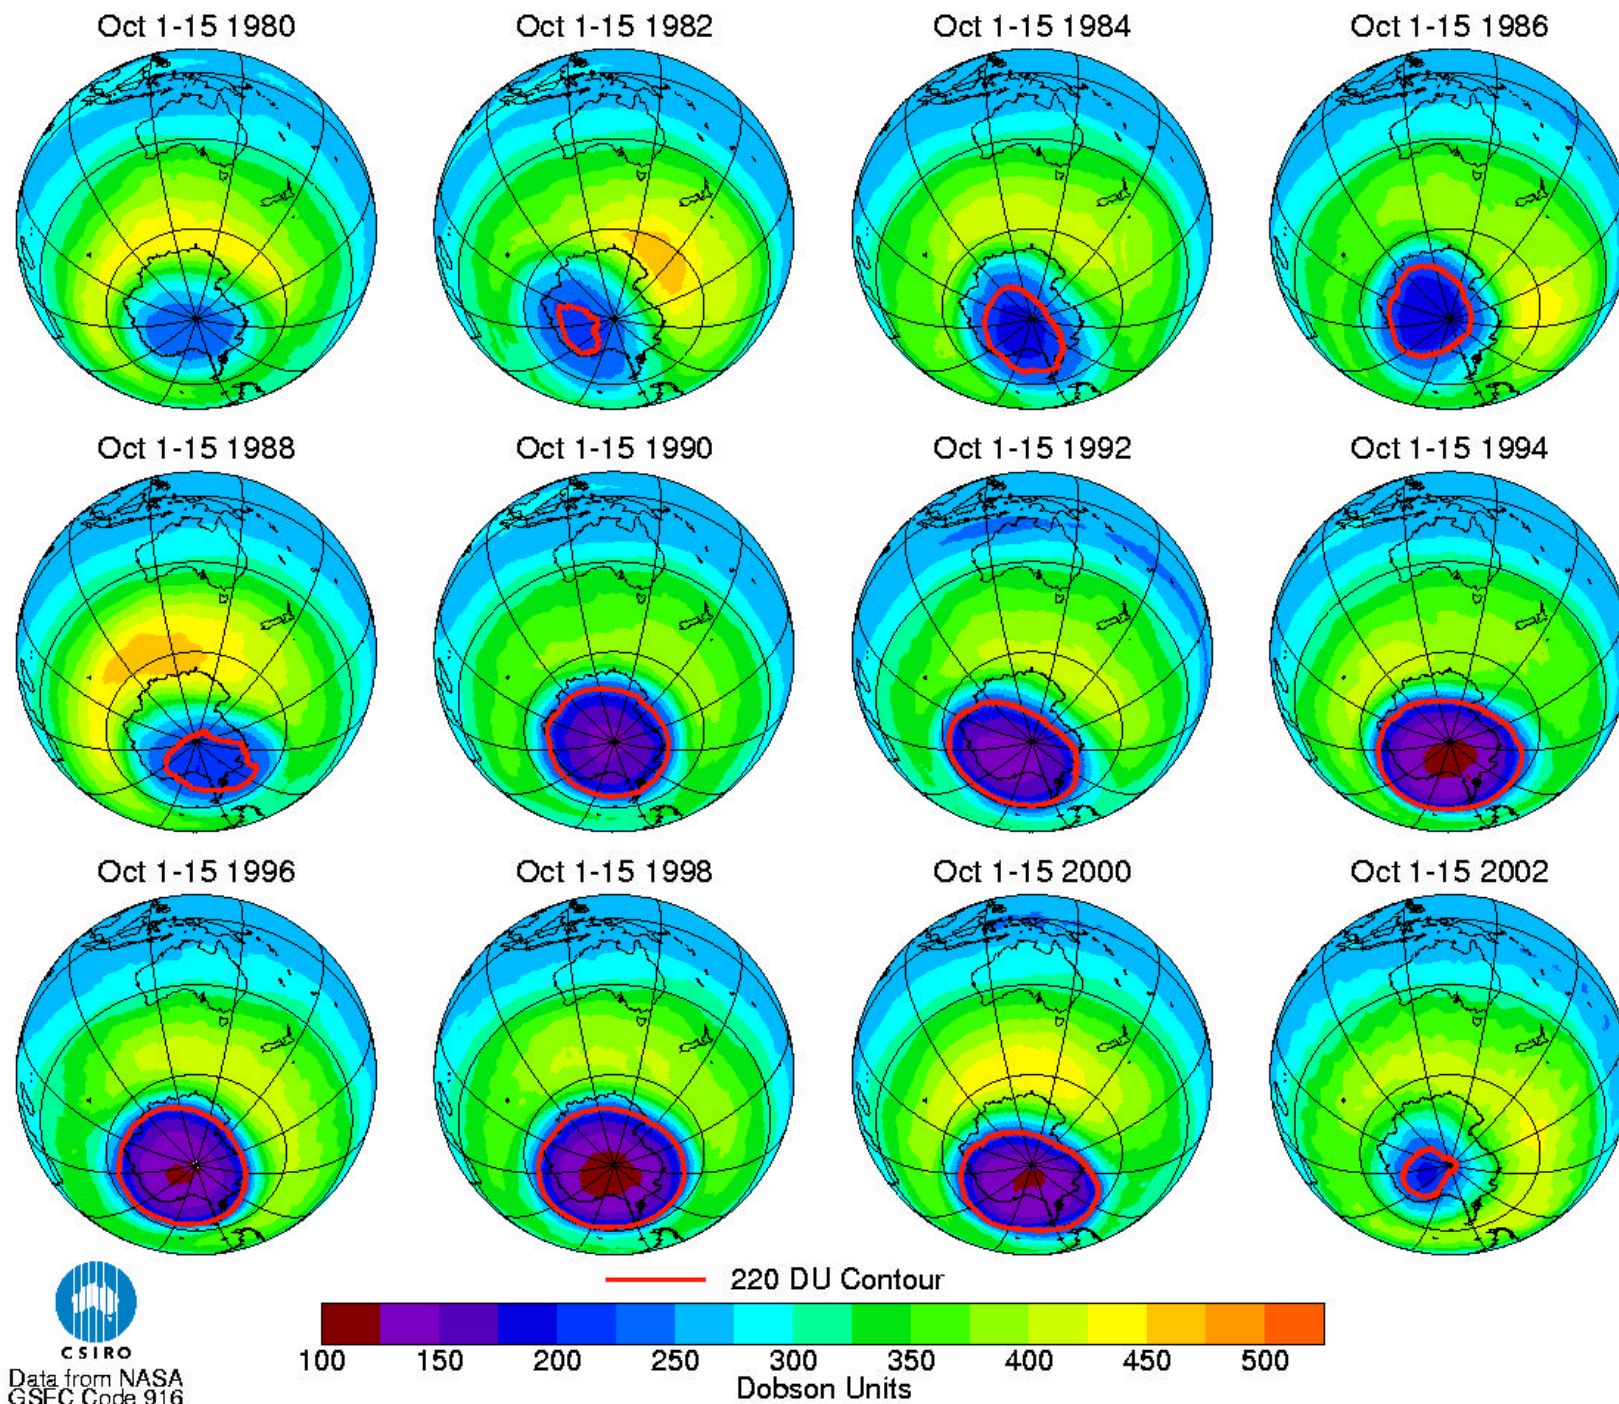 Oct 1-15 1980
Oct 1-15 1982
Oct 1-15 1984
Oct 1-15 1986
Oct 1-15 1988
Oct 1-15 1990
Oct 1-15 1992
Oct 1-15 1994
Oct 1-15 1996
Oct 1-15 1998
Oct 1-15 2000
Oct 1-15 2002
220 DU Contour
100 150 200 250 300 350 400 450 500
Dobson Units
CSIRO
Data from NASA
GSFC Code 916